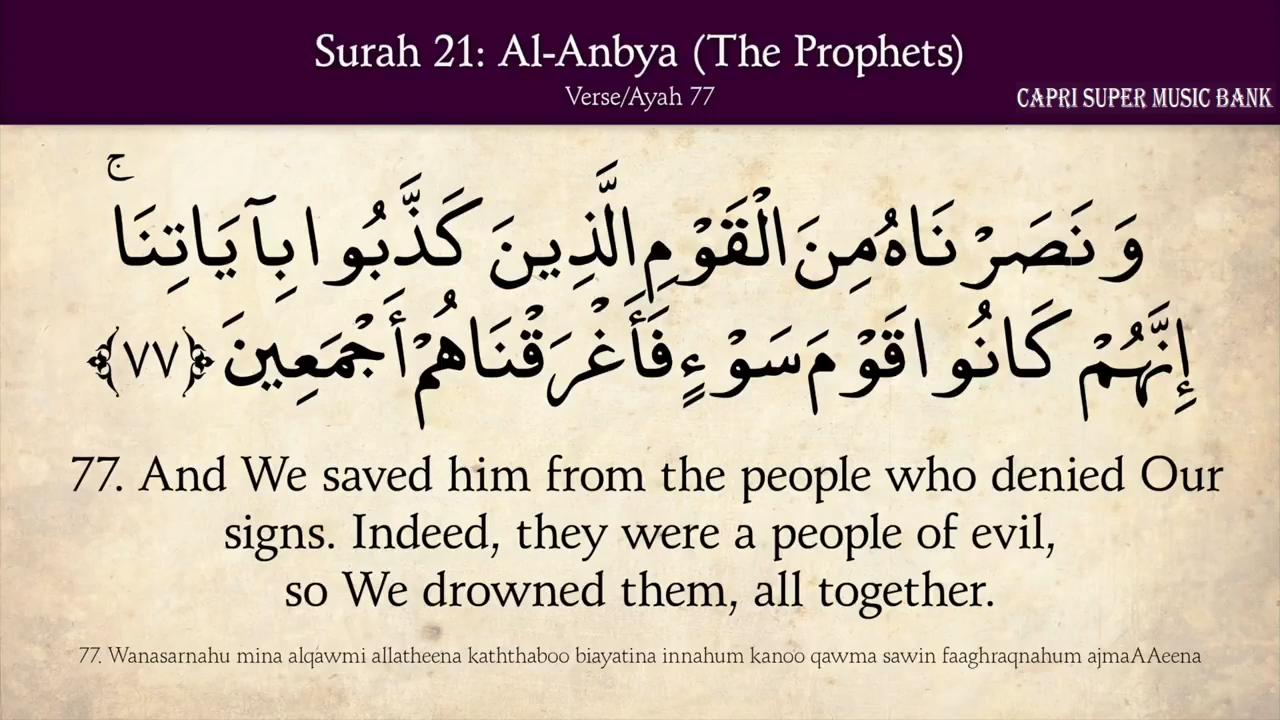 Surah 21: Al-Anbya (The Prophets)
Verse/Ayah 77
CAPRI SUPER MUSIC BANK
وَنَصَرْنَاهُ مِنَ الْقَوْمِ الَّذِينَ كَذَّبُوا بِآيَاتِنَا ۚ
إِنَّهُمْ كَانُوا قَوْمَ سَوْءٍ فَأَغْرَقْنَاهُمْ أَجْمَعِينَ ﴿٧٧﴾
77. And We saved him from the people who denied Our
signs. Indeed, they were a people of evil,
so We drowned them, all together.
77. Wanasarnahu mina alqawmi allatheena kaththaboo biayatina innahum kanoo qawma sawin faaghraqnahum ajmaAAeena